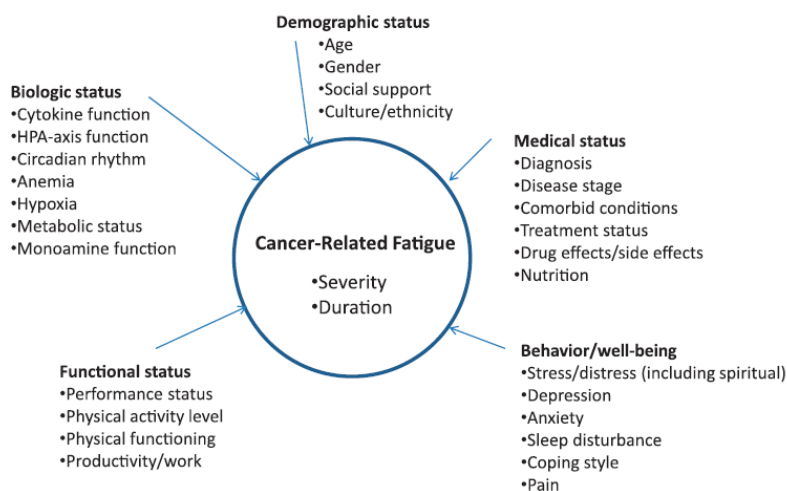 Demographic status
•Age
•Gender
•Social support
•Culture/ethnicity
Biologic status
•Cytokine function
•HPA-axis function
•Circadian rhythm
•Anemia
•Hypoxia
•Metabolic status
•Monoamine function
Medical status
•Diagnosis
•Disease stage
•Comorbid conditions
•Treatment status
•Drug effects/side effects
•Nutrition
Cancer-Related Fatigue
•Severity
•Duration
Functional status
•Performance status
•Physical activity level
•Physical functioning
•Productivity/work
Behavior/well-being
•Stress/distress (including spiritual)
•Depression
•Anxiety
•Sleep disturbance
•Coping style
•Pain